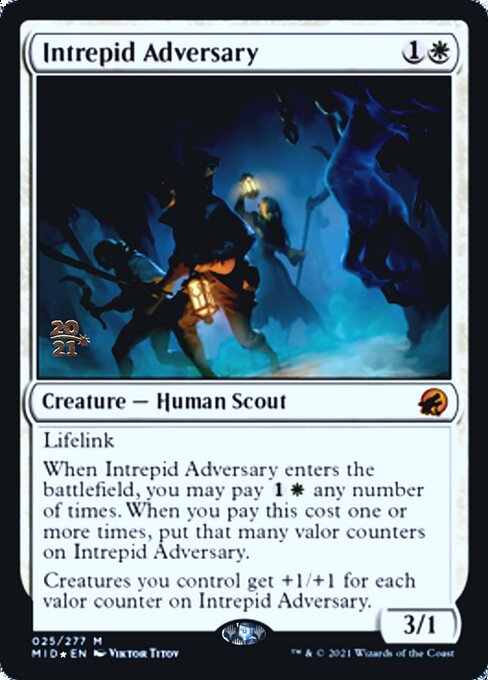 Intrepid Adversary 1
20
21
Creature — Human Scout
Lifelink
When Intrepid Adversary enters the
battlefield, you may pay 1 any number
of times. When you pay this cost one or
more times, put that many valor counters
on Intrepid Adversary.
Creatures you control get +1/+1 for each
valor counter on Intrepid Adversary.
3/1
025/277 M
MID★EN Viktor Titov
™ & © 2021 Wizards of the Coast